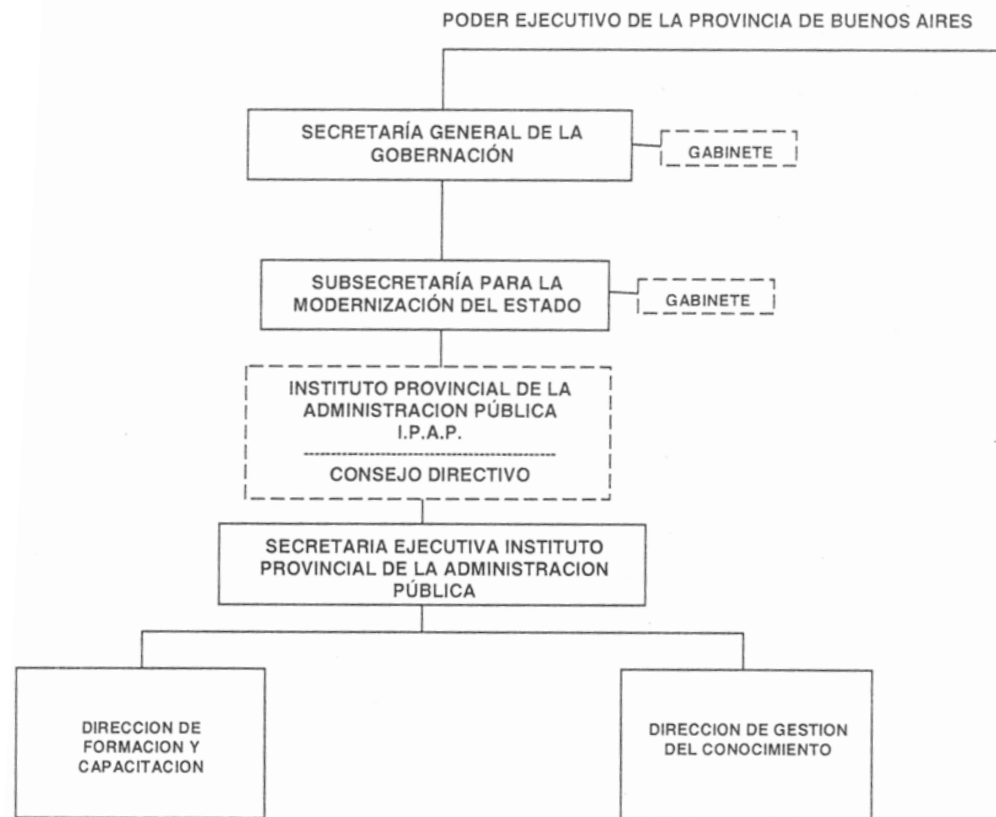 PODER EJECUTIVO DE LA PROVINCIA DE BUENOS AIRES
SECRETARÍA GENERAL DE LA
GOBERNACIÓN
GABINETE
SUBSECRETARÍA PARA LA
MODERNIZACIÓN DEL ESTADO
GABINETE
INSTITUTO PROVINCIAL DE LA
ADMINISTRACION PÚBLICA
I.P.A.P.
CONSEJO DIRECTIVO
SECRETARIA EJECUTIVA INSTITUTO
PROVINCIAL DE LA ADMINISTRACION
PÚBLICA
DIRECCION DE
FORMACION Y
CAPACITACION
DIRECCION DE GESTION
DEL CONOCIMIENTO